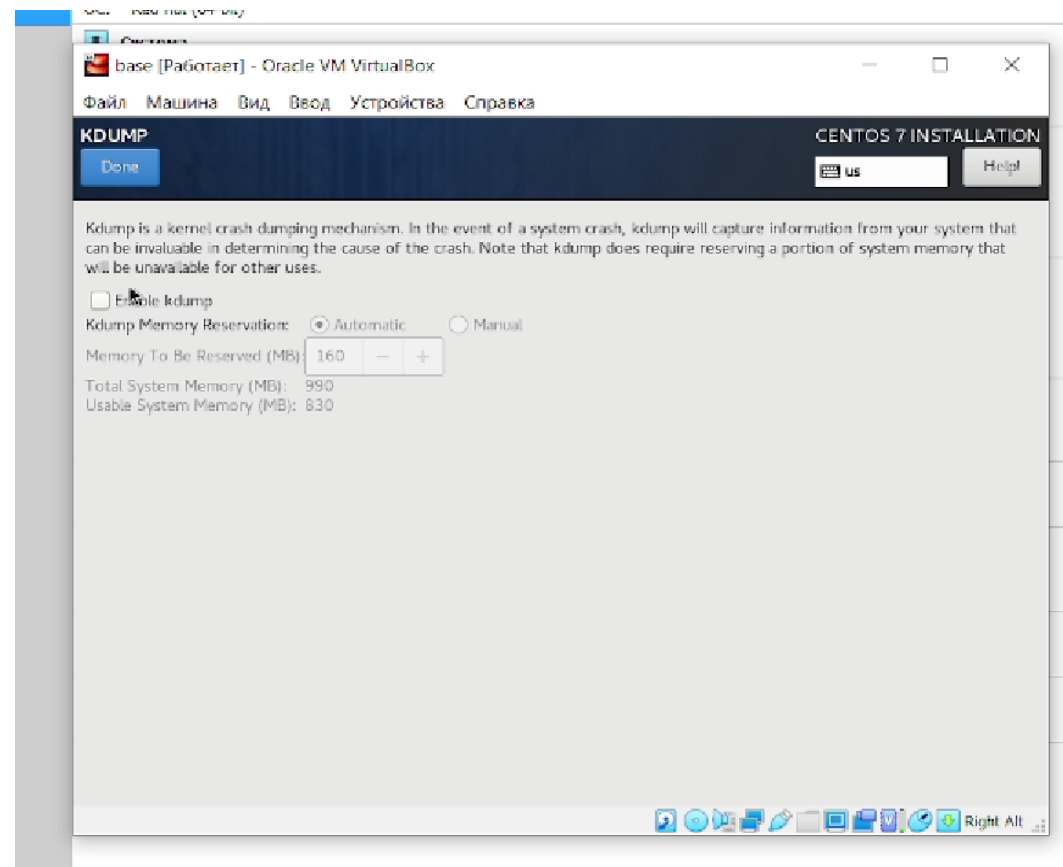 base [Работает] - Oracle VM VirtualBox
Файл Машина Вид Ввод Устройства Справка
KDUMP
CENTOS 7 INSTALLATION
Done
us
Help!
Kdump is a kernel crash dumping mechanism. In the event of a system crash, kdump will capture information from your system that
can be invaluable in determining the cause of the crash. Note that kdump does require reserving a portion of system memory that
will be unavailable for other uses.
Enable kdump
Kdump Memory Reservation: Automatic Manual
Memory To Be Reserved (MB): 160 - +
Total System Memory (MB): 990
Usable System Memory (MB): 830
Right Alt